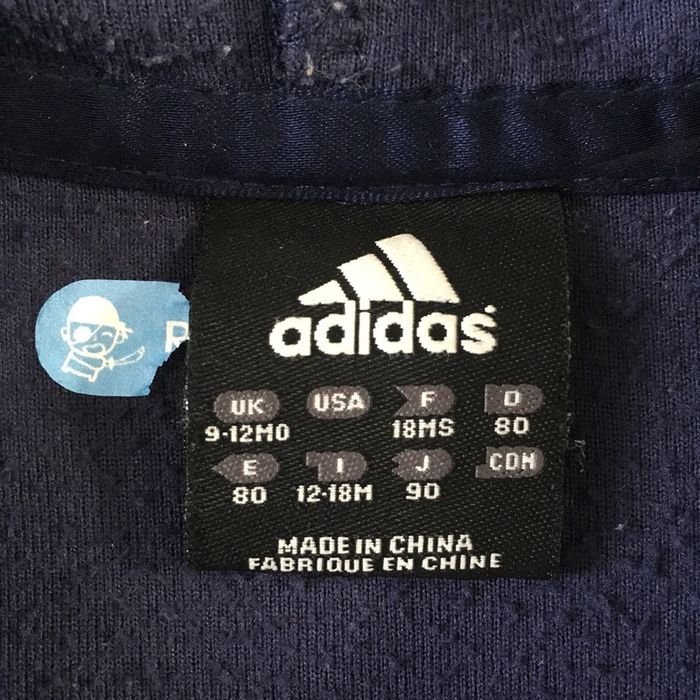 R
adidas
UK USA F D
9-12MO 18MS 80
E I J CDN
80 12-18M 90
MADE IN CHINA
FABRIQUE EN CHINE